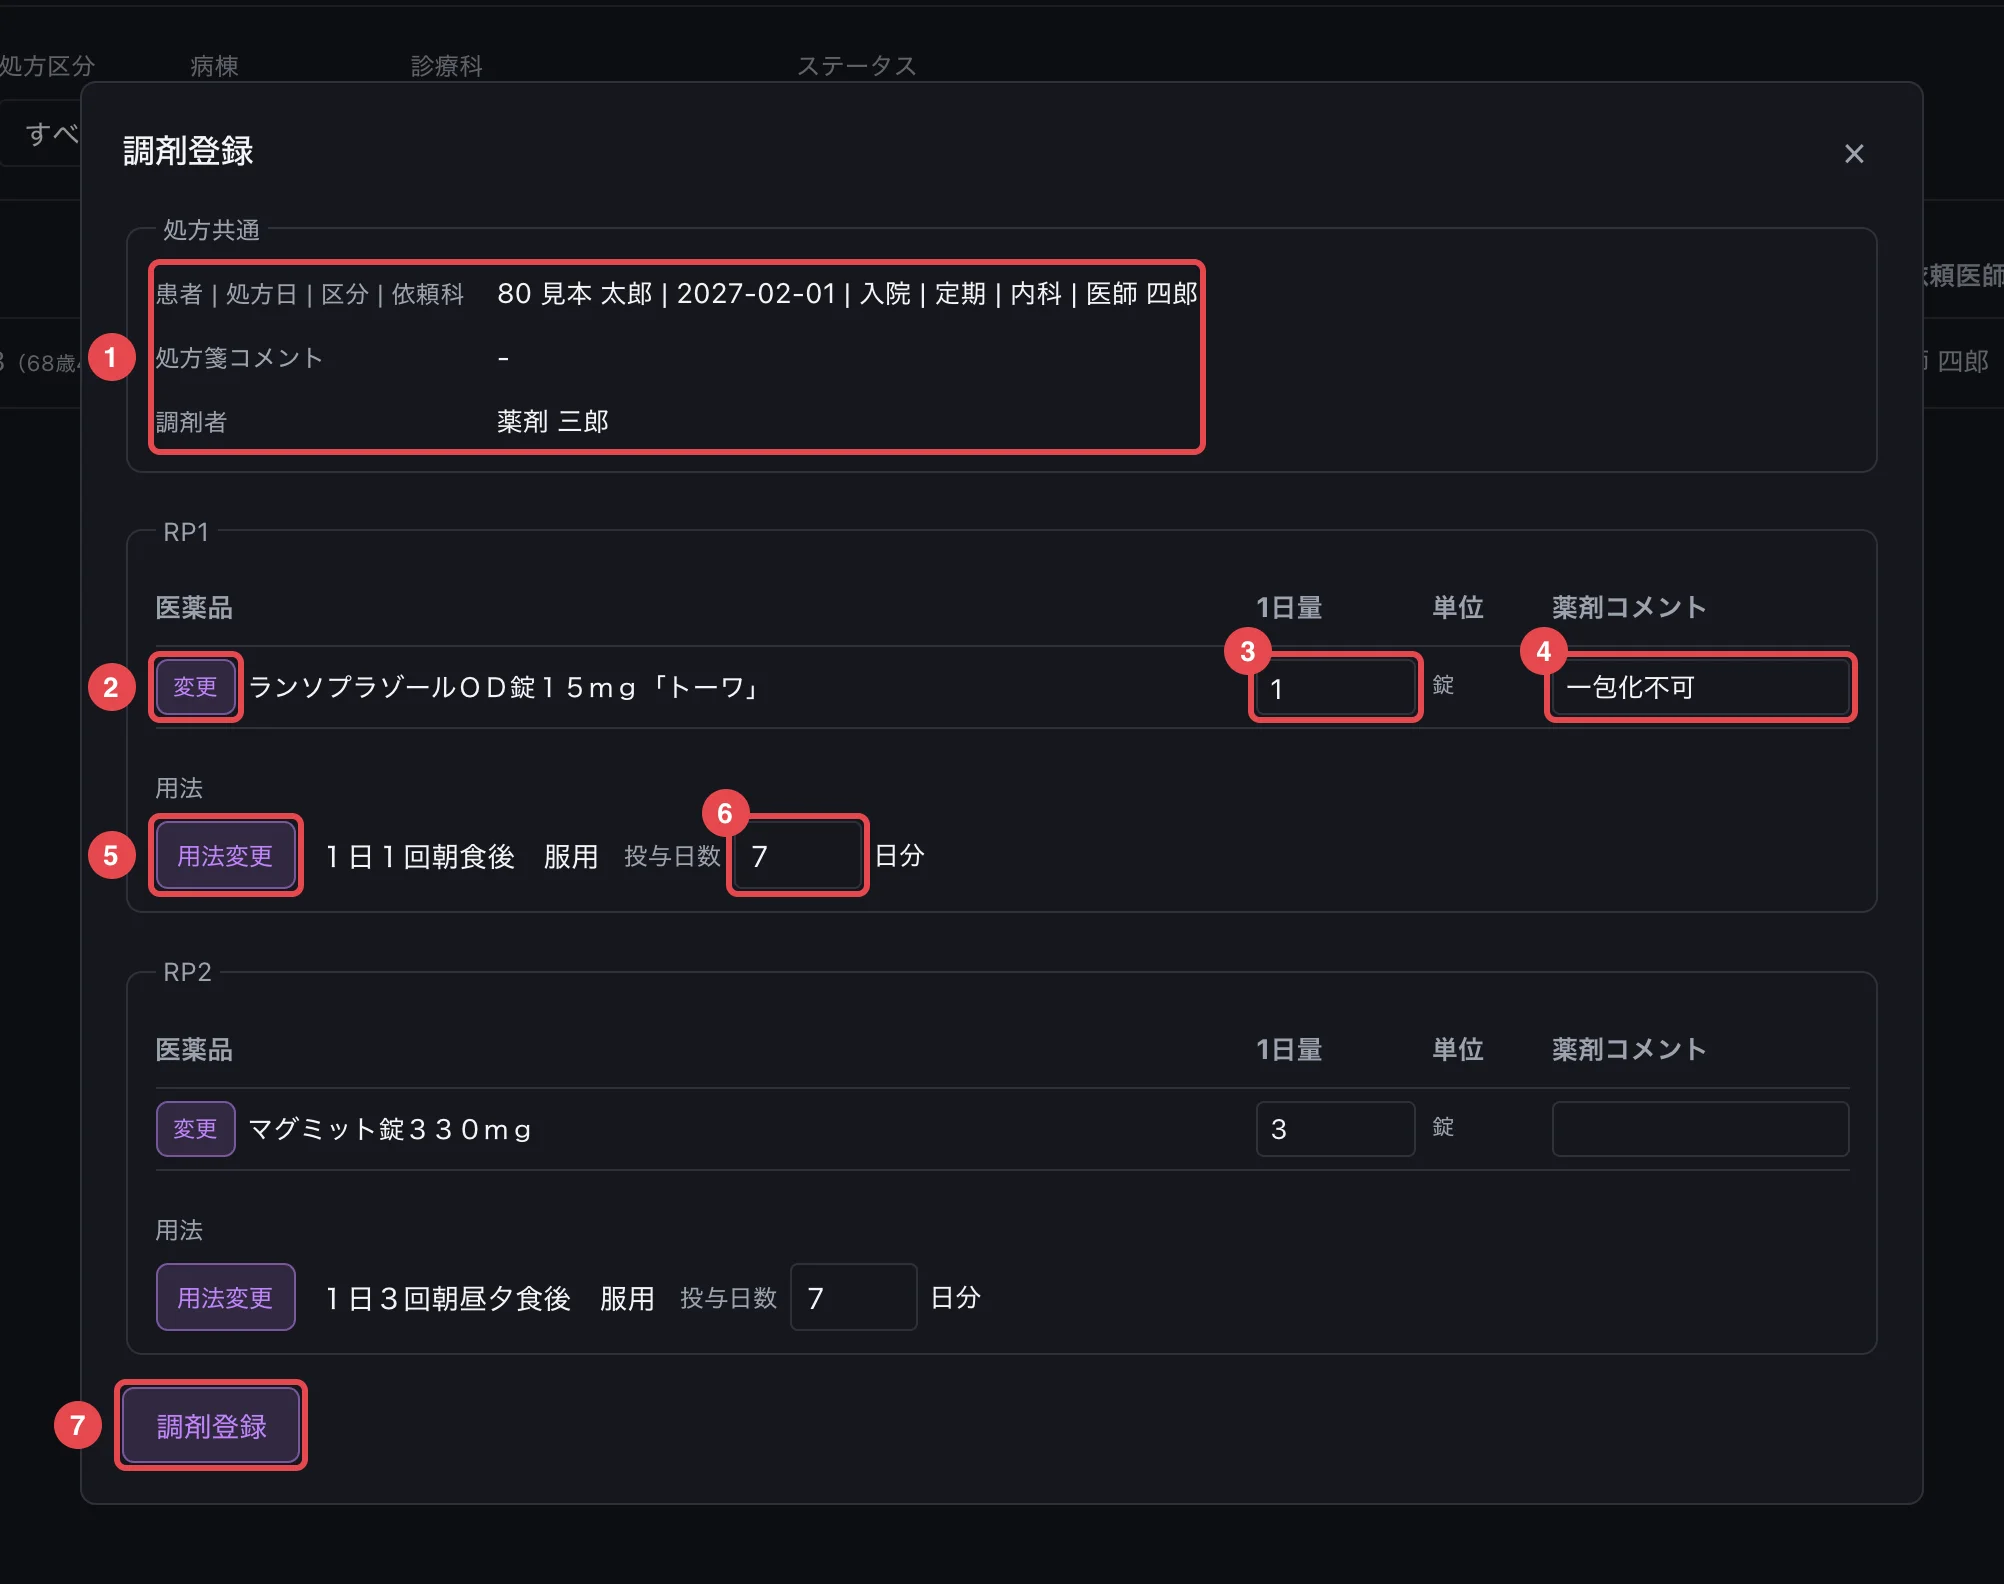 処方区分 病棟 診療科 ステータス
すべ
調剤登録 ×
処方共通
患者 | 処方日 | 区分 | 依頼科 80 見本 太郎 | 2027-02-01 | 入院 | 定期 | 内科 | 医師 四郎
頼医師
1
処方箋コメント -
(68歳
四郎
調剤者 薬剤 三郎
RP1
医薬品 1日量 単位 薬剤コメント
3 4
2 変更 ランソプラゾールOD錠15mg「トーワ」 1 錠 一包化不可
用法
6
5 用法変更 1日1回朝食後 服用 投与日数 7 日分
RP2
医薬品 1日量 単位 薬剤コメント
変更 マグミット錠330mg 3 錠
用法
用法変更 1日3回朝昼夕食後 服用 投与日数 7 日分
7 調剤登録